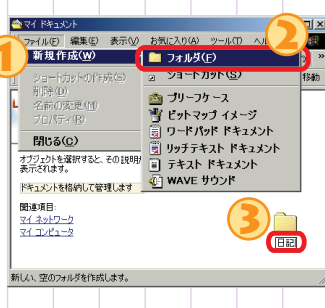 マイ ドキュメント
ファイル(F) 編集(E) 表示(V) お気に入り(A) ツール(T) ヘル
1
2
新規作成(W)
フォルダ(F)
ショートカットの作成(S)
ショートカット(S)
移動
削除(D)
ブリーフケース
名前の変更(M)
ビットマップ イメージ
プロパティ(R)
ワードパッド ドキュメント
閉じる(C)
リッチテキスト ドキュメント
オブジェクトを選択すると、その説明が
テキスト ドキュメント
表示されます。
WAVE サウンド
ドキュメントを格納して管理します
関連項目:
マイ ネットワーク
マイ コンピュータ
3
日記
新しい、空のフォルダを作成します。